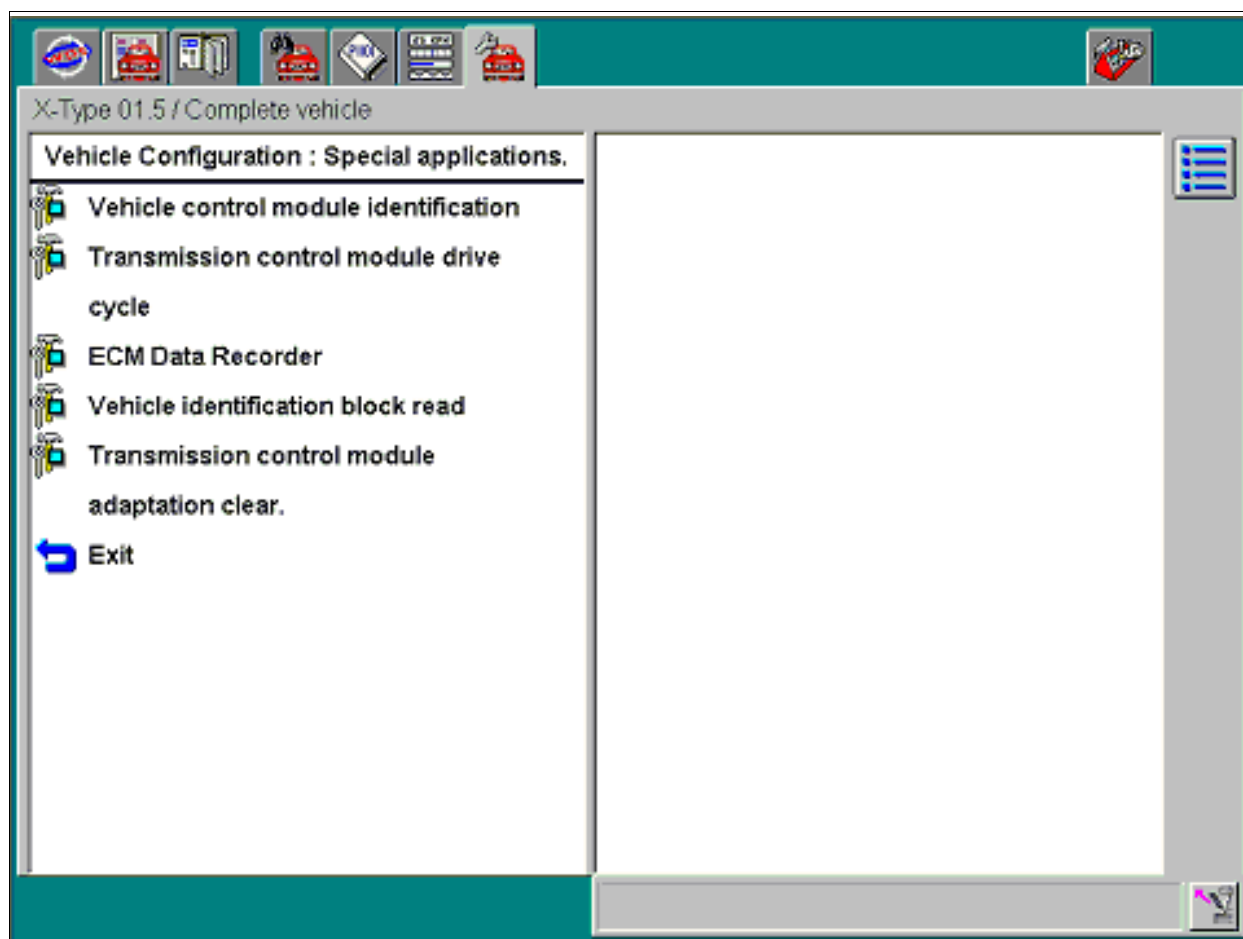 X-Type 01.5 / Complete vehicle
Vehicle Configuration : Special applications.
Vehicle control module identification
Transmission control module drive
cycle
ECM Data Recorder
Vehicle identification block read
Transmission control module
adaptation clear.
Exit